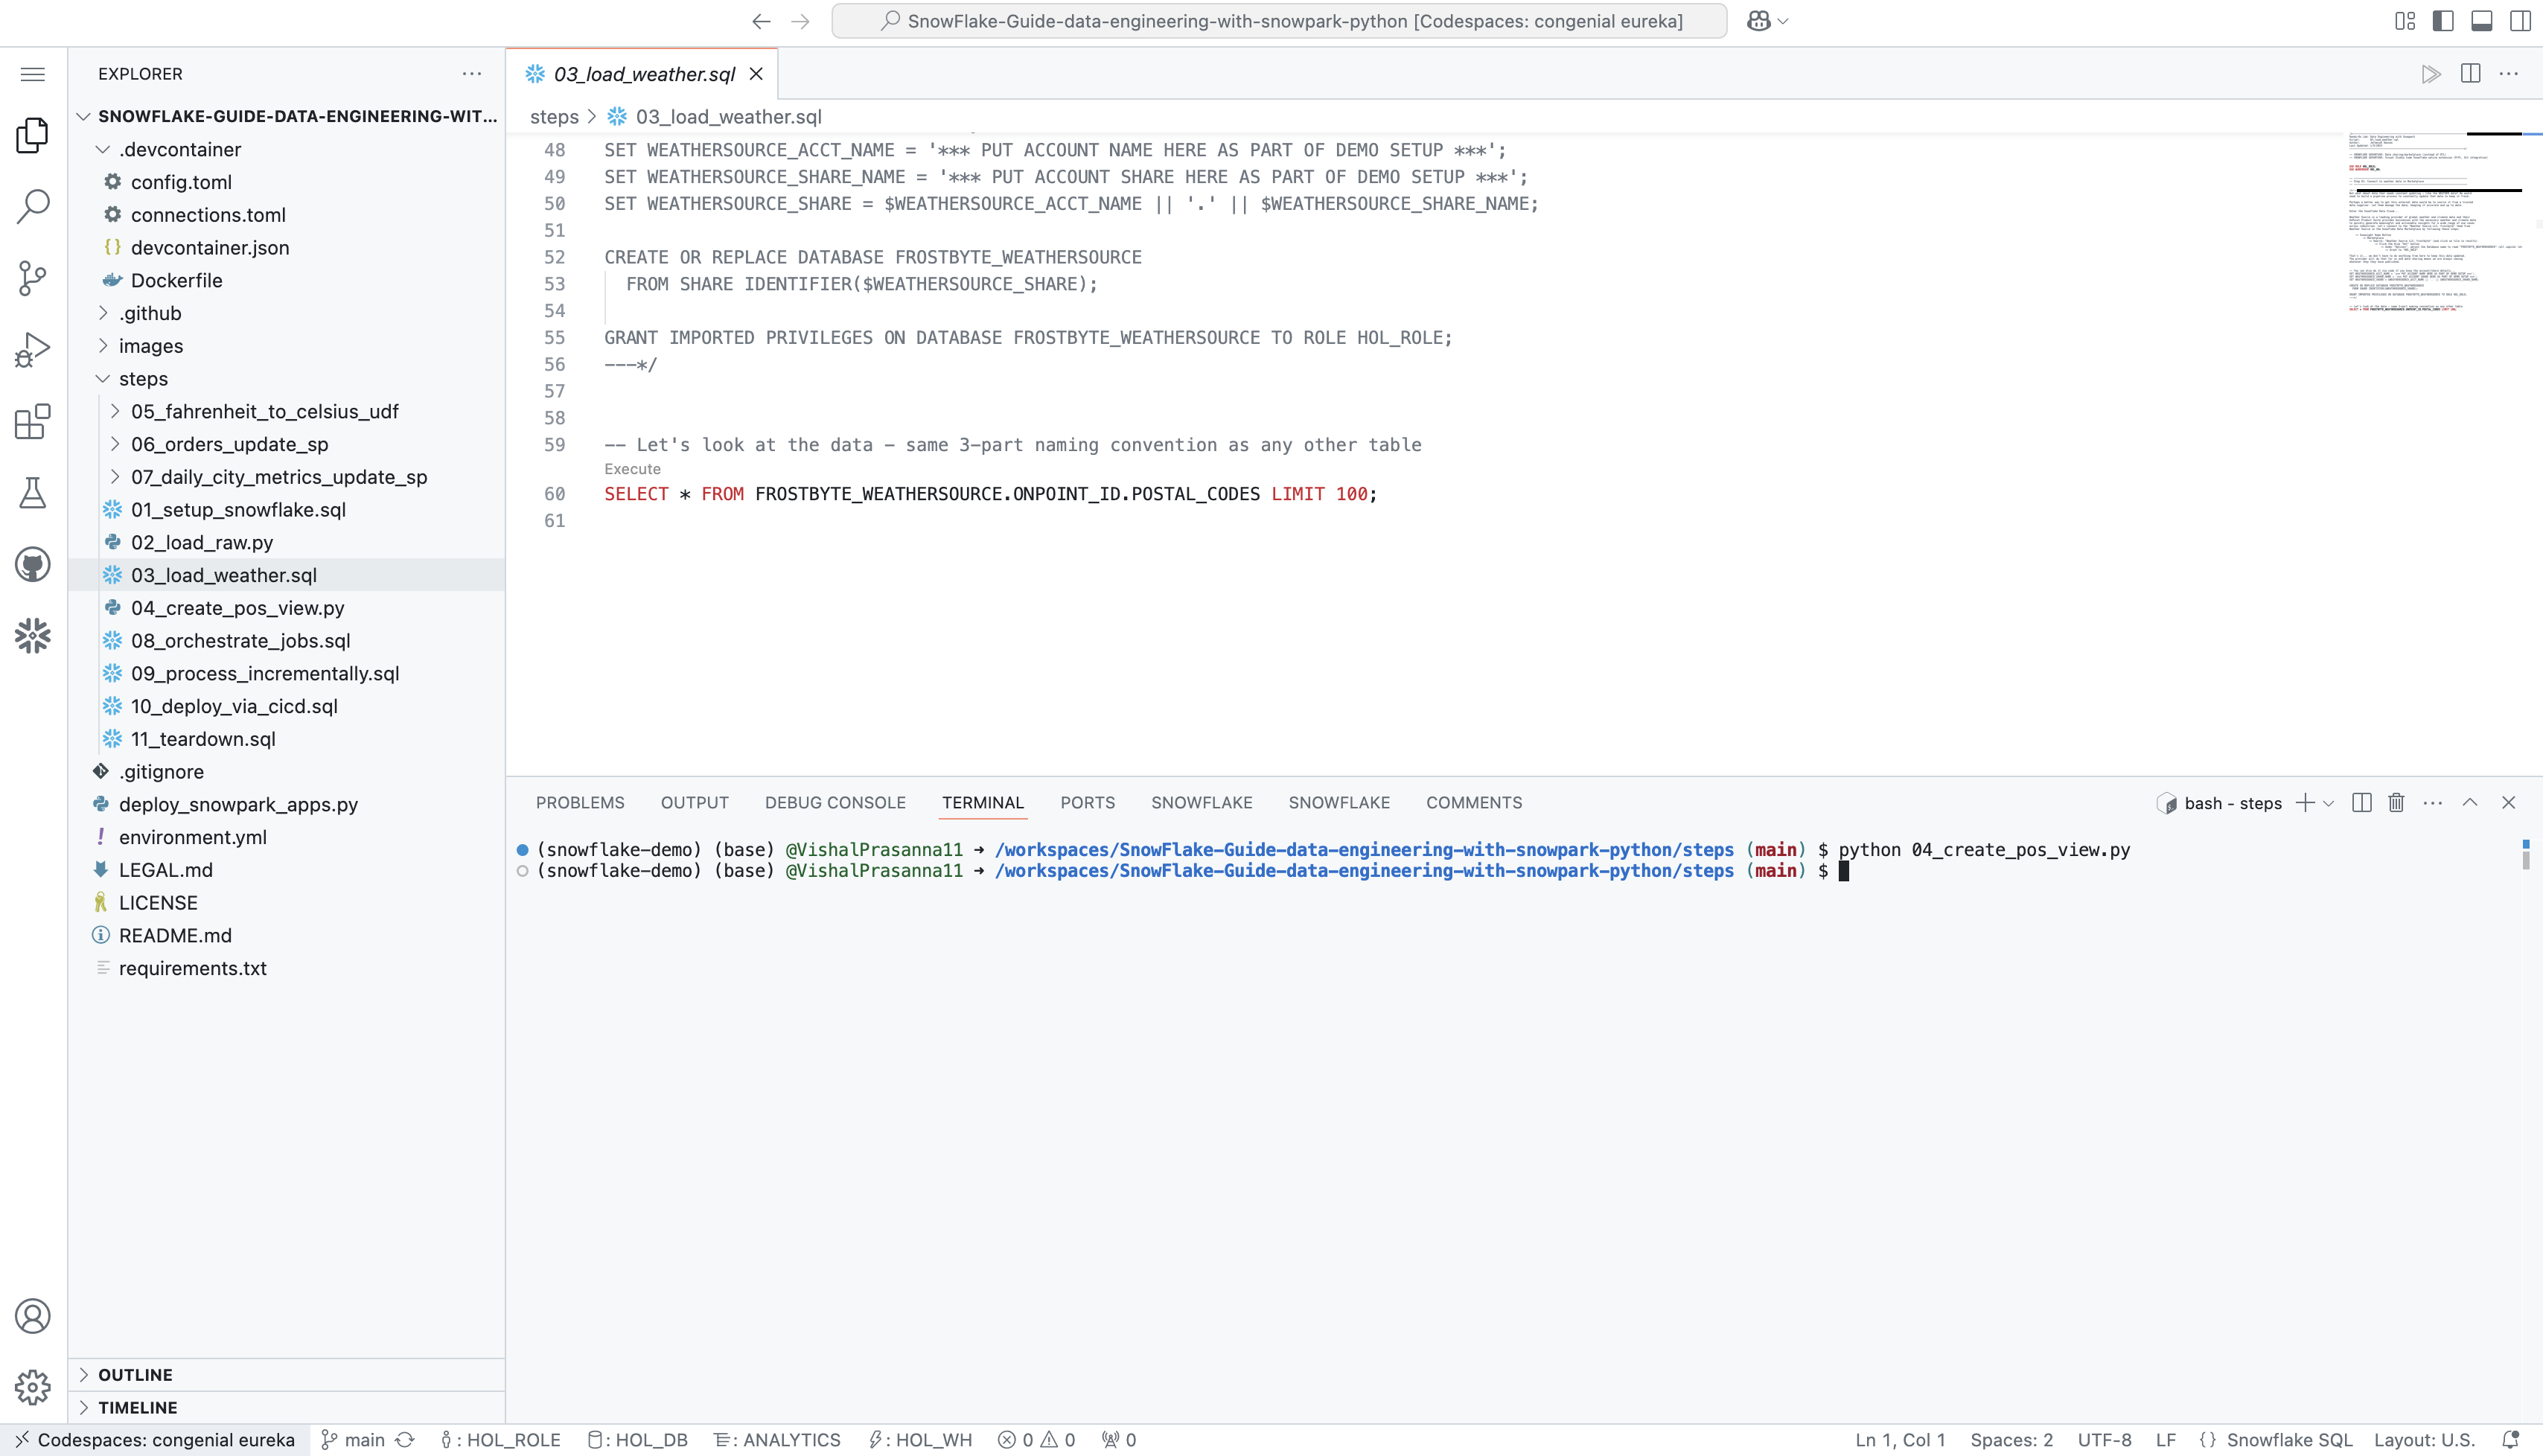 SnowFlake-Guide-data-engineering-with-snowpark-python [Codespaces: congenial eureka]
EXPLORER
SNOWFLAKE-GUIDE-DATA-ENGINEERING-WIT...
.devcontainer
config.toml
connections.toml
devcontainer.json
Dockerfile
.github
images
steps
05_fahrenheit_to_celsius_udf
06_orders_update_sp
07_daily_city_metrics_update_sp
01_setup_snowflake.sql
02_load_raw.py
03_load_weather.sql
04_create_pos_view.py
08_orchestrate_jobs.sql
09_process_incrementally.sql
10_deploy_via_cicd.sql
11_teardown.sql
.gitignore
deploy_snowpark_apps.py
environment.yml
LEGAL.md
LICENSE
README.md
requirements.txt
OUTLINE
TIMELINE
03_load_weather.sql
steps > 03_load_weather.sql
48 SET WEATHERSOURCE_ACCT_NAME = '*** PUT ACCOUNT NAME HERE AS PART OF DEMO SETUP ***';
49 SET WEATHERSOURCE_SHARE_NAME = '*** PUT ACCOUNT SHARE HERE AS PART OF DEMO SETUP ***';
50 SET WEATHERSOURCE_SHARE = $WEATHERSOURCE_ACCT_NAME || '.' || $WEATHERSOURCE_SHARE_NAME;
51
52 CREATE OR REPLACE DATABASE FROSTBYTE_WEATHERSOURCE
53 FROM SHARE IDENTIFIER($WEATHERSOURCE_SHARE);
54
55 GRANT IMPORTED PRIVILEGES ON DATABASE FROSTBYTE_WEATHERSOURCE TO ROLE HOL_ROLE;
56 ---*/
57
58
59 -- Let's look at the data - same 3-part naming convention as any other table
Execute
60 SELECT * FROM FROSTBYTE_WEATHERSOURCE.ONPOINT_ID.POSTAL_CODES LIMIT 100;
61
PROBLEMS OUTPUT DEBUG CONSOLE TERMINAL PORTS SNOWFLAKE SNOWFLAKE COMMENTS
bash - steps
(snowflake-demo) (base) @VishalPrasanna11 → /workspaces/SnowFlake-Guide-data-engineering-with-snowpark-python/steps (main) $ python 04_create_pos_view.py
(snowflake-demo) (base) @VishalPrasanna11 → /workspaces/SnowFlake-Guide-data-engineering-with-snowpark-python/steps (main) $
Codespaces: congenial eureka main : HOL_ROLE : HOL_DB : ANALYTICS : HOL_WH 0 0 0 Ln 1, Col 1 Spaces: 2 UTF-8 LF {} Snowflake SQL Layout: U.S.